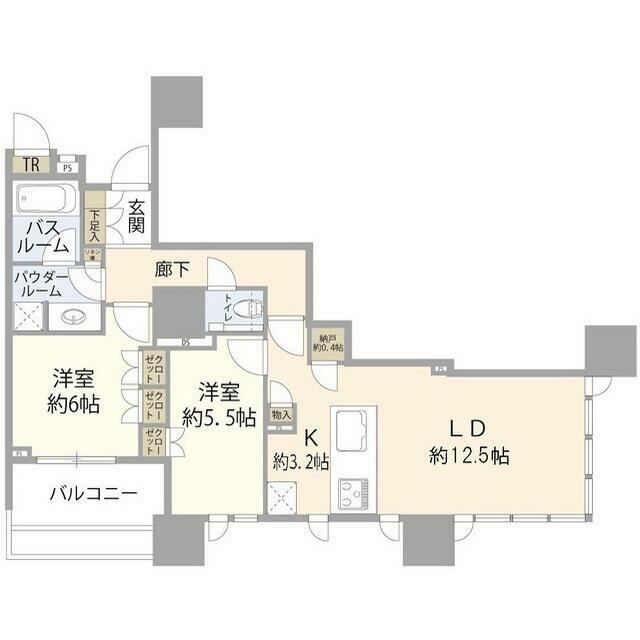 TR
PS
バス
ルーム
下足入
玄関
リネン庫
パウダー
ルーム
廊下
トイレ
DS
納戸
約0.4帖
洋室
約6帖
クロー
ゼット
クロー
ゼット
クロー
ゼット
洋室
約5.5帖
物入
PS
K
約3.2帖
PS
LD
約12.5帖
PS
バルコニー